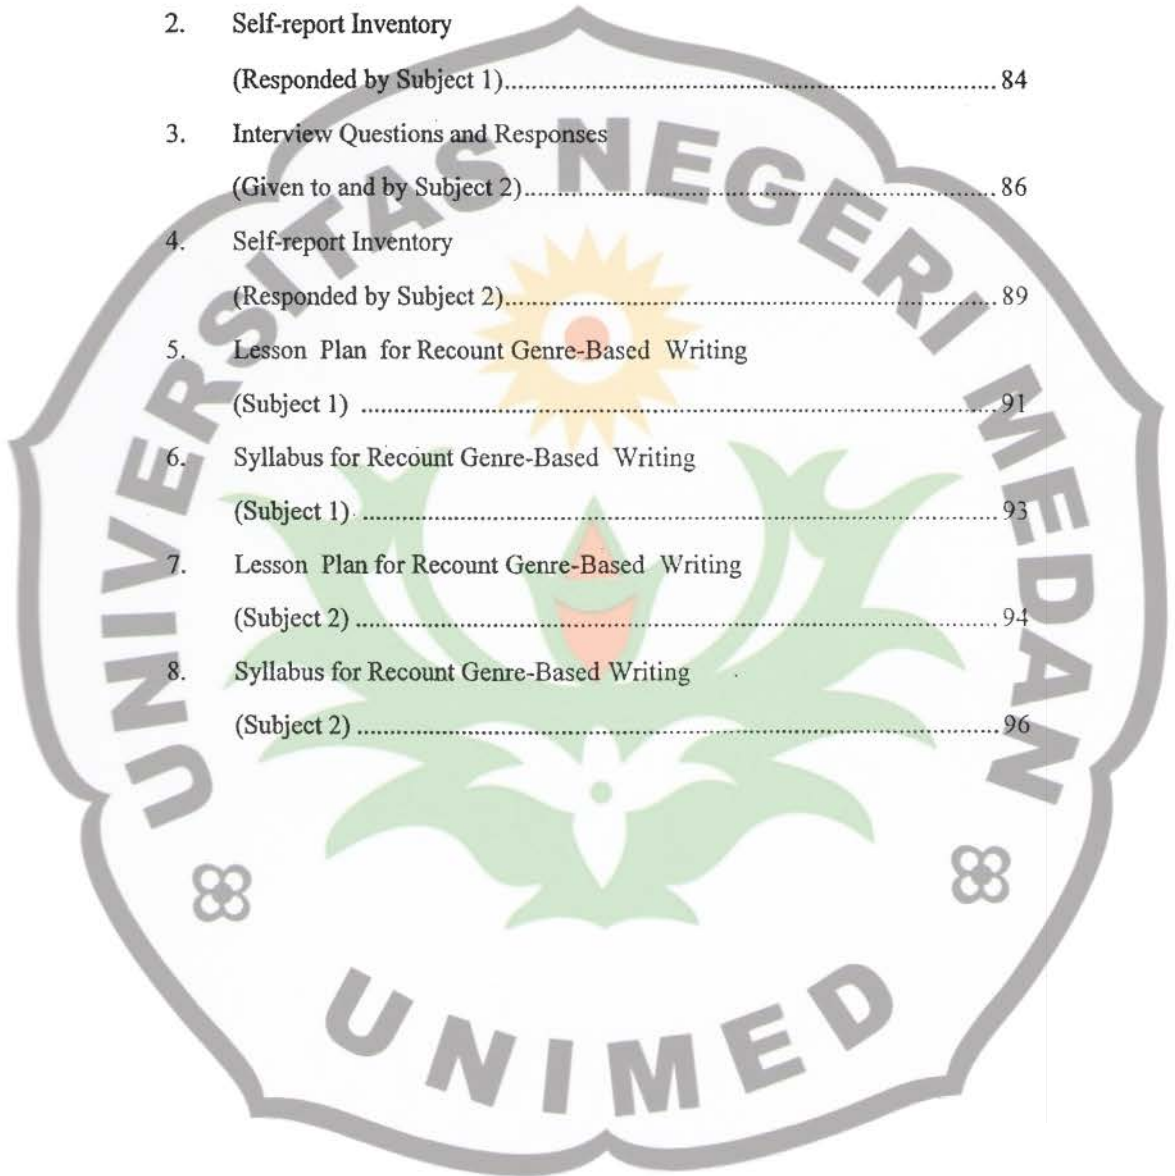 2. Self-report Inventory
(Responded by Subject 1)........................................................................... 84
3. Interview Questions and Responses
(Given to and by Subject 2)........................................................................ 86
4. Self-report Inventory
(Responded by Subject 2)........................................................................... 89
5. Lesson Plan for Recount Genre-Based Writing
(Subject 1) ................................................................................................. 91
6. Syllabus for Recount Genre-Based Writing
(Subject 1) ................................................................................................. 93
7. Lesson Plan for Recount Genre-Based Writing
(Subject 2) ................................................................................................. 94
8. Syllabus for Recount Genre-Based Writing
(Subject 2) ................................................................................................. 96
UNIVERSITAS NEGERI MEDAN
UNIMED